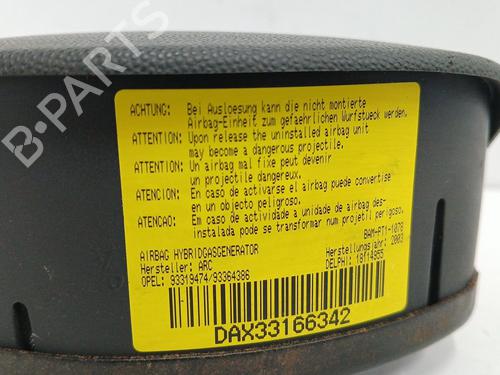 B-PARTS
ACHTUNG: Bei Ausloesung kann die nicht montierte
Airbag-Einheit zum gefaehrlichen Wurfstueck werden.
ATTENTION: Upon release the uninstalled airbag unit
may become a dangerous projectile.
ATTENTION: Un airbag mal fixe peut devenir
un projectile dangereux.
ATENCION: En caso de activarse el airbag puede convertise
en un objecto peligroso.
ATENCAO: Em caso de actividade a unidade de airbag des-
instalada pode se transformar num projetil perigoso.
AIRBAG HYBRIDGASGENERATOR BAM-PT1-1078
Hersteller: ARC Herstellungsjahr: 2003
OPEL: 93319474/93364386 DELPHI: 18f14955
DAX33166342